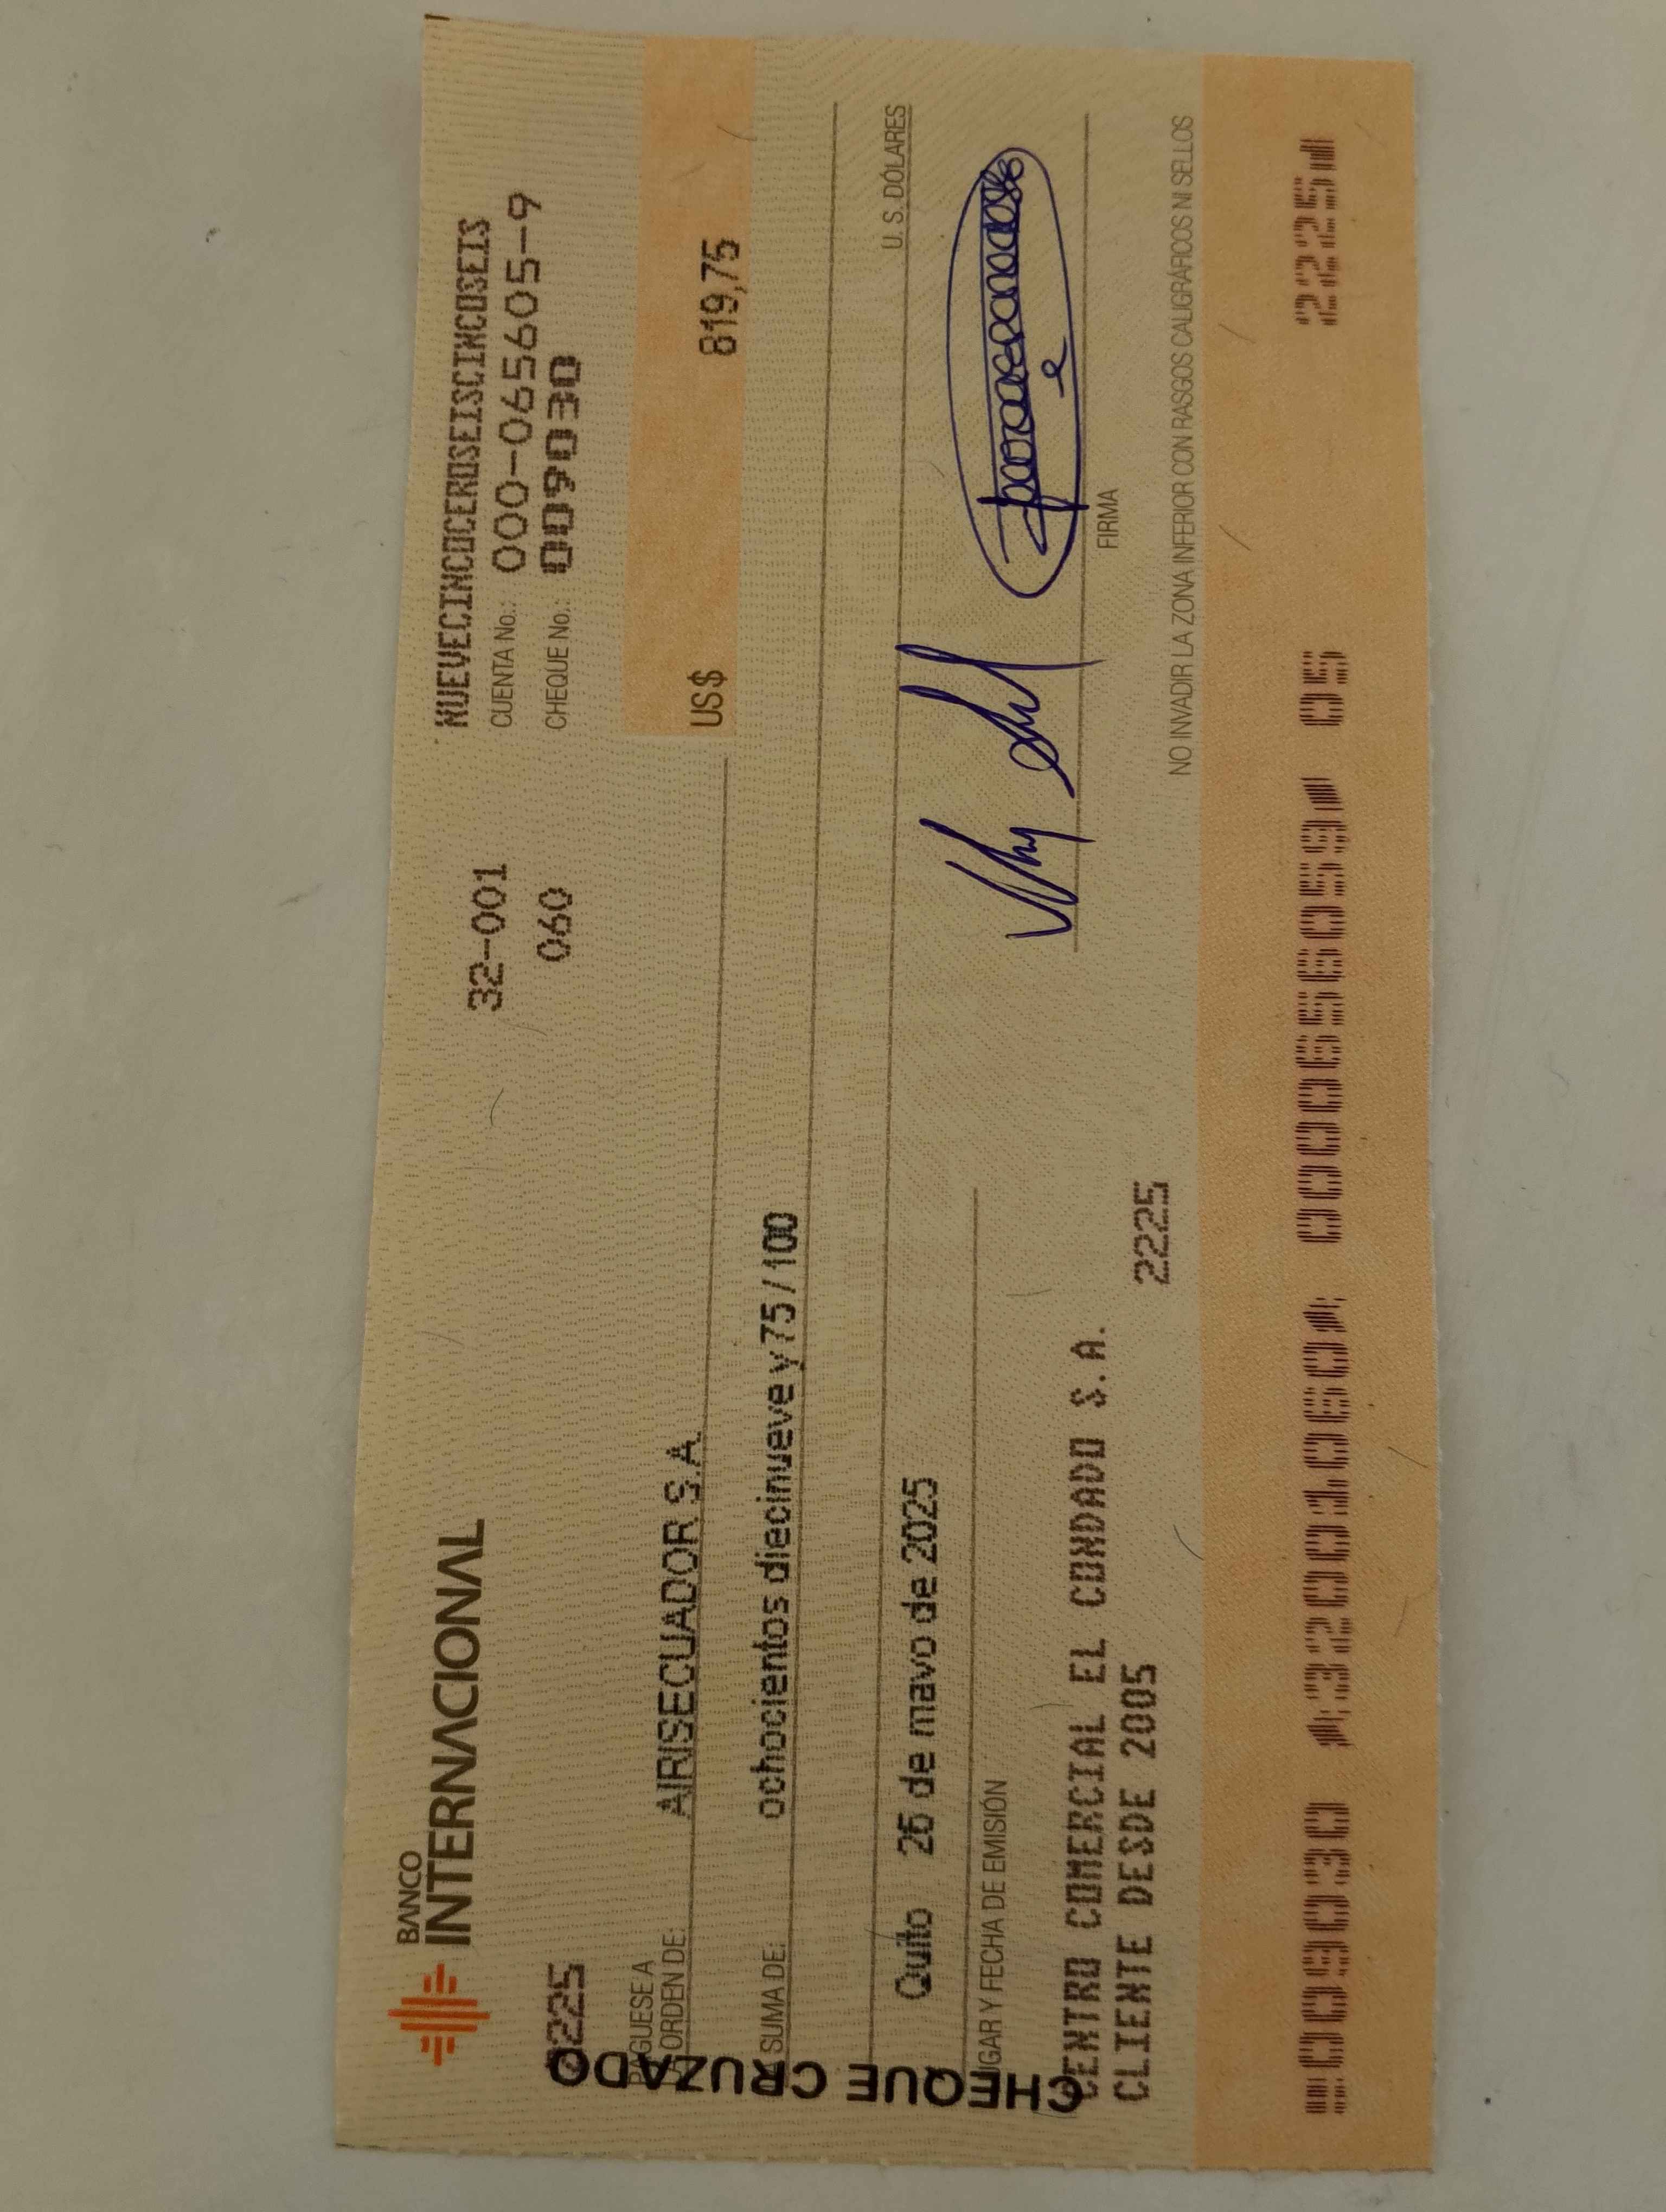 BANCO
INTERNACIONAL
32-001
060
NUEVECINCOCEROSEISCINCOSEIS
CUENTA No.: 000-065605-9
CHEQUE No.: 009030
2225
PÁGUESE A
LA ORDEN DE: AIRISECUADOR S.A.
US$ 819,75
SUMA DE: ochocientos diecinueve y 75/100
U. S. DÓLARES
Quito 26 de mayo de 2025
LUGAR Y FECHA DE EMISIÓN
FIRMA
CENTRO COMERCIAL EL CONDADO S.A.
CLIENTE DESDE 2005
2225
NO INVADIR LA ZONA INFERIOR CON RASGOS CALIGRÁFICOS NI SELLOS
CHEQUE CRUZADO
009030 32001060 0000656059 05 2225